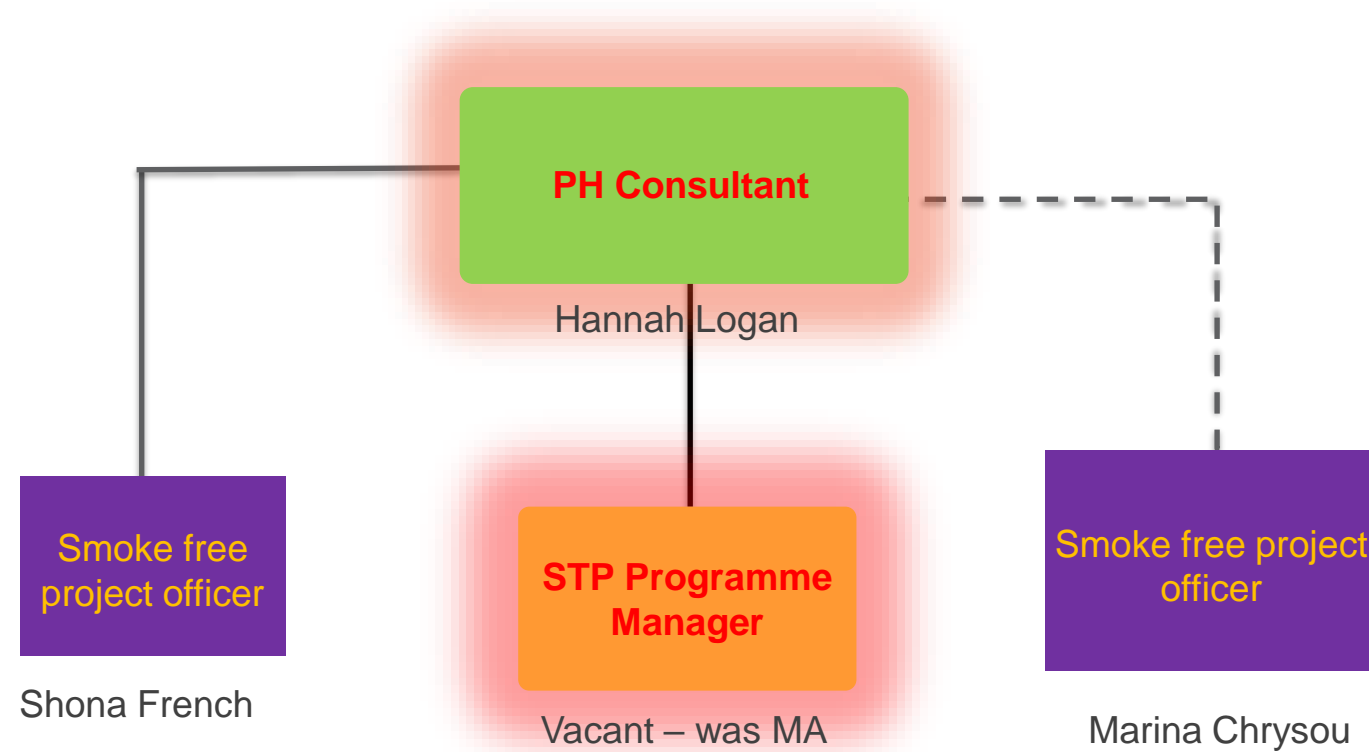 PH Consultant
Hannah Logan
Smoke free
project officer
Shona French
STP Programme
Manager
Vacant – was MA
Smoke free project
officer
Marina Chrysou